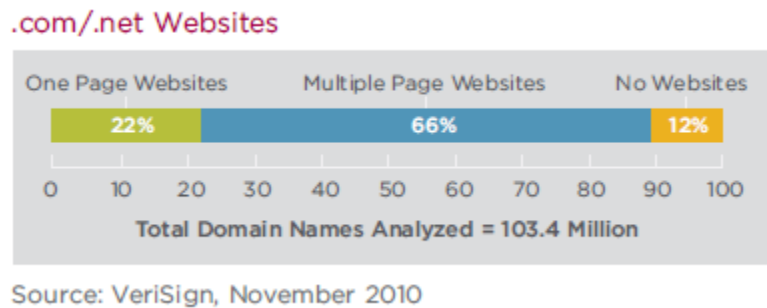 .com/.net Websites
One Page Websites Multiple Page Websites No Websites
22% 66% 12%
0 10 20 30 40 50 60 70 80 90 100
Total Domain Names Analyzed = 103.4 Million
Source: VeriSign, November 2010